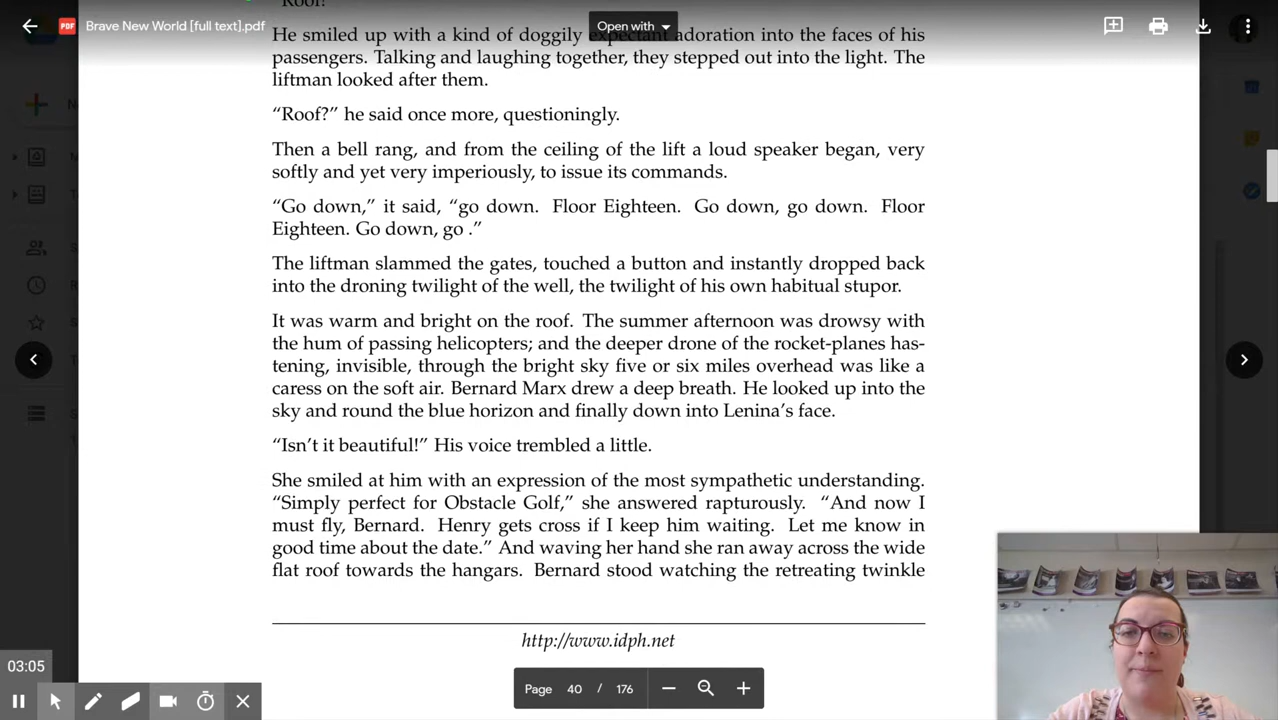 "Roof!"
Brave New World [full text].pdf
Open with
He smiled up with a kind of doggily expectant adoration into the faces of his
passengers. Talking and laughing together, they stepped out into the light. The
liftman looked after them.
“Roof?” he said once more, questioningly.
Then a bell rang, and from the ceiling of the lift a loud speaker began, very
softly and yet very imperiously, to issue its commands.
“Go down,” it said, “go down. Floor Eighteen. Go down, go down. Floor
Eighteen. Go down, go .”
The liftman slammed the gates, touched a button and instantly dropped back
into the droning twilight of the well, the twilight of his own habitual stupor.
It was warm and bright on the roof. The summer afternoon was drowsy with
the hum of passing helicopters; and the deeper drone of the rocket-planes has-
tening, invisible, through the bright sky five or six miles overhead was like a
caress on the soft air. Bernard Marx drew a deep breath. He looked up into the
sky and round the blue horizon and finally down into Lenina’s face.
“Isn’t it beautiful!” His voice trembled a little.
She smiled at him with an expression of the most sympathetic understanding.
“Simply perfect for Obstacle Golf,” she answered rapturously. “And now I
must fly, Bernard. Henry gets cross if I keep him waiting. Let me know in
good time about the date.” And waving her hand she ran away across the wide
flat roof towards the hangars. Bernard stood watching the retreating twinkle
http://www.idph.net
03:05
Page 40 / 176